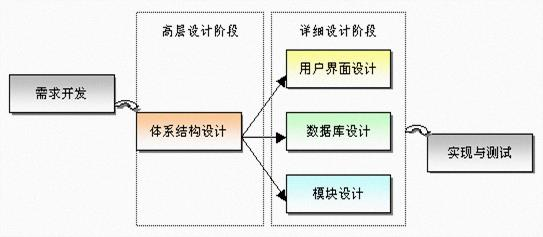 高层设计阶段
详细设计阶段
用户界面设计
需求开发
体系结构设计
数据库设计
实现与测试
模块设计